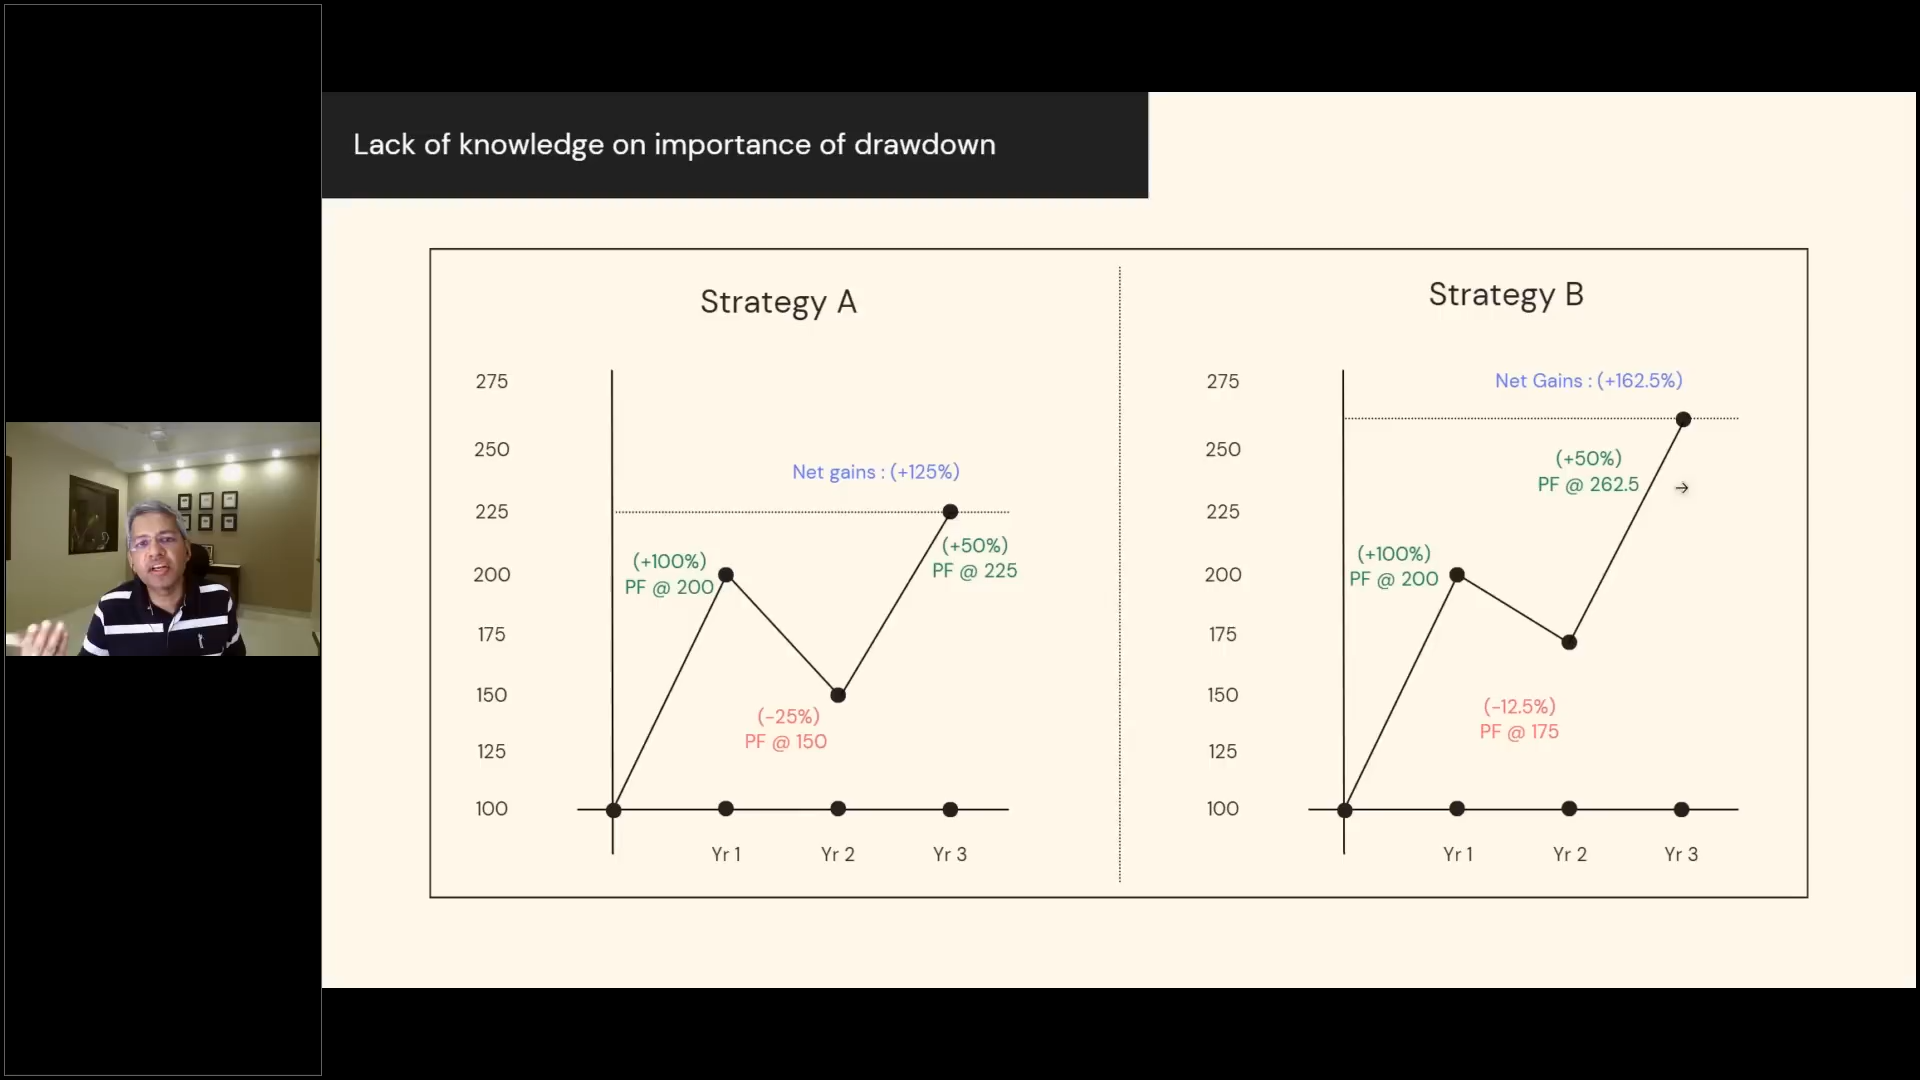 Lack of knowledge on importance of drawdown
Strategy A
275
250
225
200
175
150
125
100
Net gains : (+125%)
(+100%)
PF @ 200
(+50%)
PF @ 225
(-25%)
PF @ 150
Yr 1
Yr 2
Yr 3
Strategy B
275
250
225
200
175
150
125
100
Net Gains : (+162.5%)
(+50%)
PF @ 262.5
(+100%)
PF @ 200
(-12.5%)
PF @ 175
Yr 1
Yr 2
Yr 3